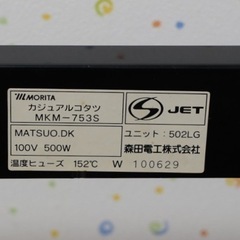 MORITA
カジュアルコタツ
MKM-753S
JET
MATSUO.DK
ユニット:502LG
100V 500W
森田電工株式会社
温度ヒューズ 152℃ W 100629